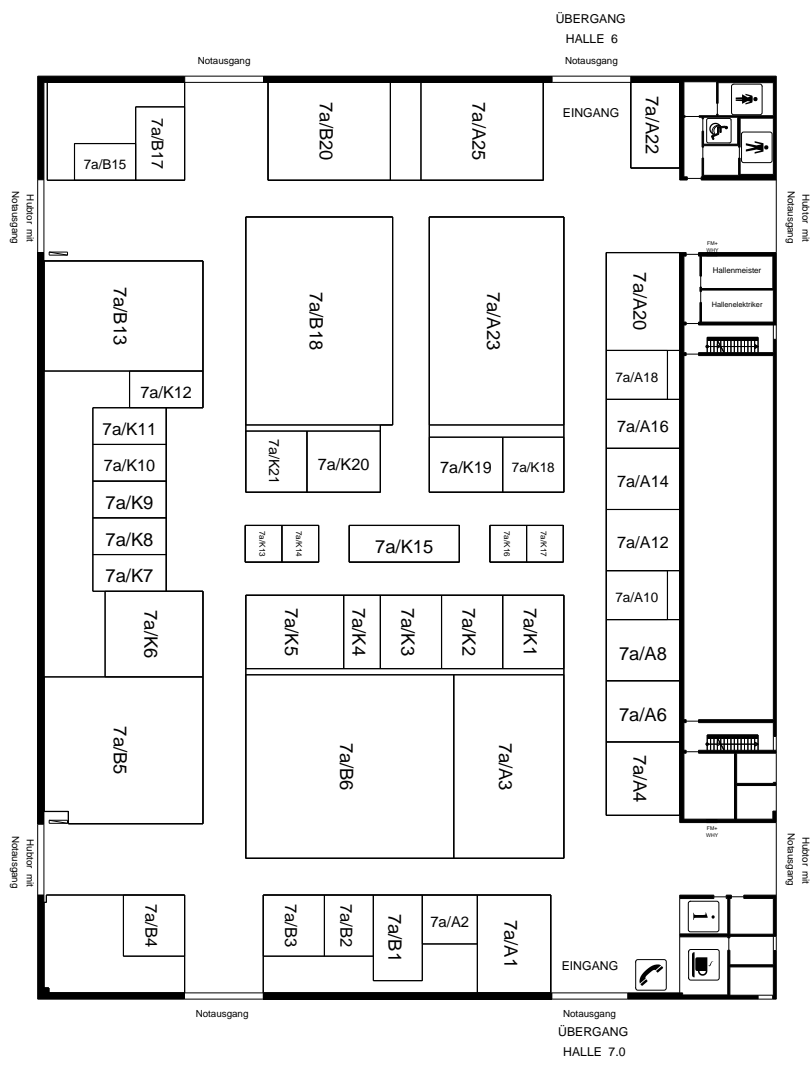 ÜBERGANG
HALLE 6
Notausgang
Notausgang
EINGANG
7a/B17
7a/B15
7a/B20
7a/A25
7a/A22
Hubtor mit
Notausgang
Hubtor mit
Notausgang
FM+
WHY
7a/B13
7a/B18
7a/A23
7a/A20
Hallenmeister
Hallenelektriker
7a/K12
7a/A18
7a/K11
7a/A16
7a/K10
7a/K21
7a/K20
7a/K19
7a/K18
7a/A14
7a/K9
7a/K8
7a/K13
7a/K14
7a/K15
7a/K16
7a/K17
7a/A12
7a/K7
7a/A10
7a/K6
7a/K5
7a/K4
7a/K3
7a/K2
7a/K1
7a/A8
7a/B5
7a/B6
7a/A3
7a/A6
7a/A4
FM+
WHY
Hubtor mit
Notausgang
Hubtor mit
Notausgang
7a/B4
7a/B3
7a/B2
7a/B1
7a/A2
7a/A1
i
EINGANG
Notausgang
Notausgang
ÜBERGANG
HALLE 7.0